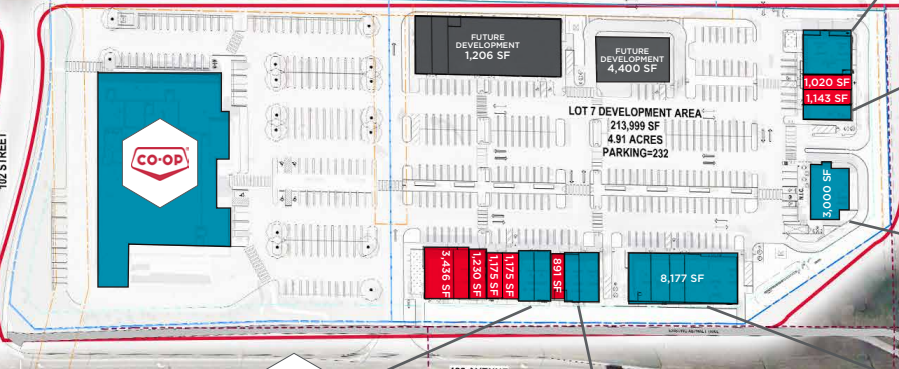 FUTURE
DEVELOPMENT
1,206 SF
FUTURE
DEVELOPMENT
4,400 SF
1,020 SF
1,143 SF
LOT 7 DEVELOPMENT AREA
213,999 SF
4.91 ACRES
PARKING=232
102 STREET
CO-OP
3,000 SF
3,436 SF
1,230 SF
1,175 SF
1,175 SF
891 SF
8,177 SF